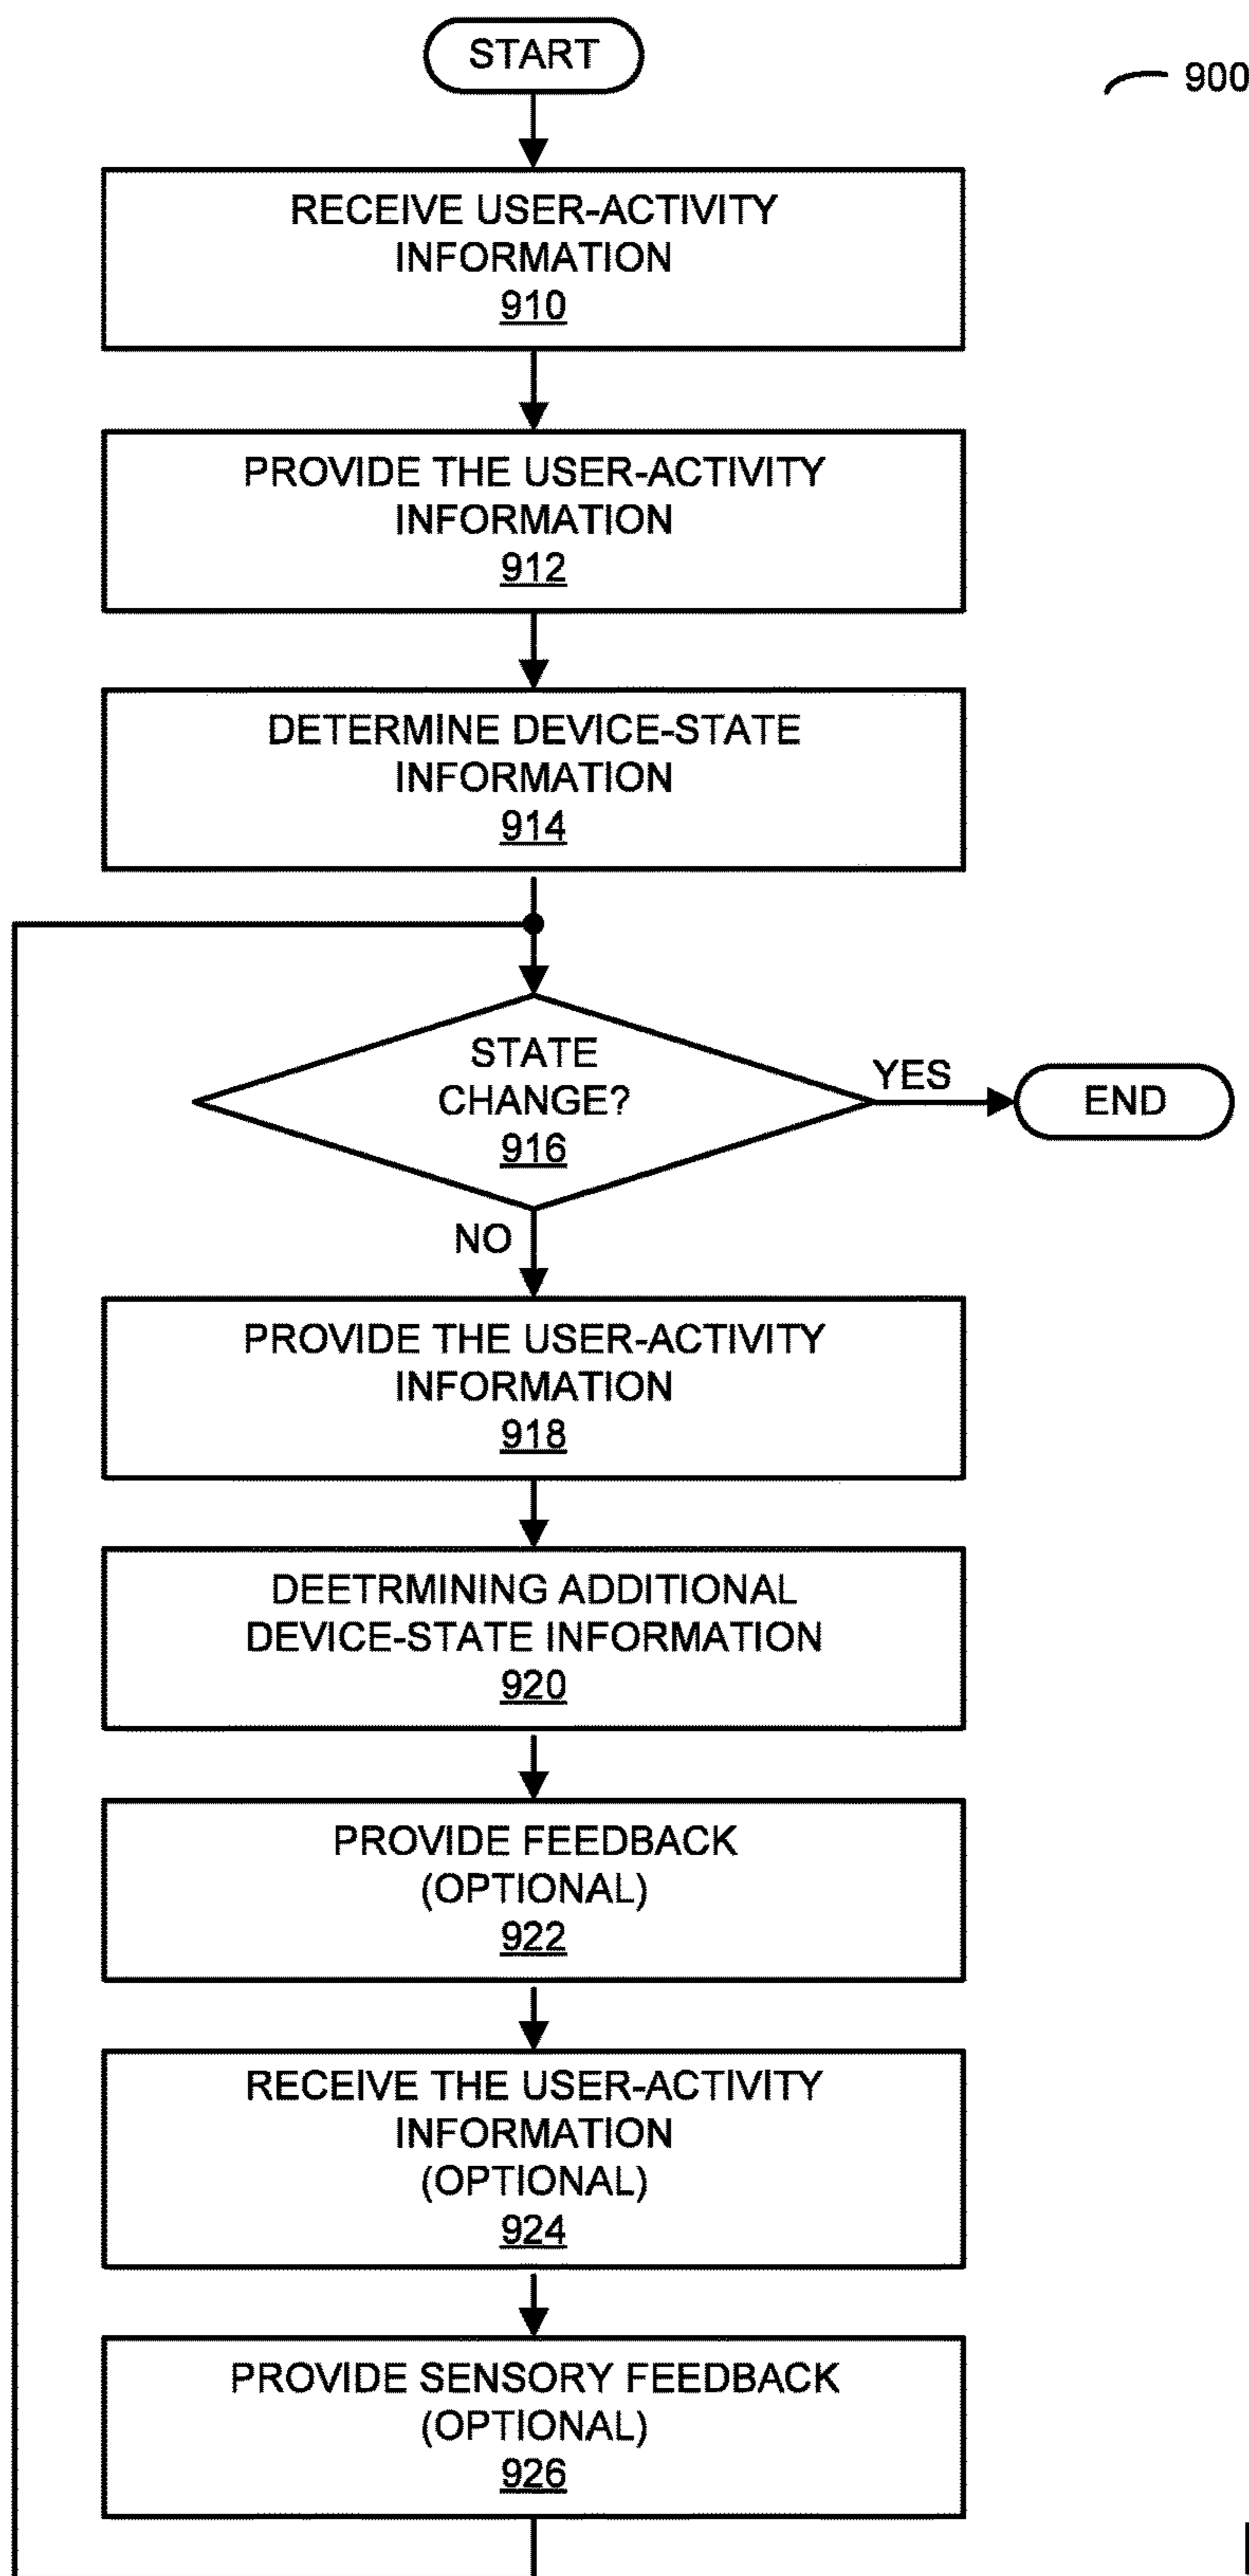 START
900
RECEIVE USER-ACTIVITY
INFORMATION
910
PROVIDE THE USER-ACTIVITY
INFORMATION
912
DETERMINE DEVICE-STATE
INFORMATION
914
STATE
CHANGE?
916
YES
END
NO
PROVIDE THE USER-ACTIVITY
INFORMATION
918
DEETRMINING ADDITIONAL
DEVICE-STATE INFORMATION
920
PROVIDE FEEDBACK
(OPTIONAL)
922
RECEIVE THE USER-ACTIVITY
INFORMATION
(OPTIONAL)
924
PROVIDE SENSORY FEEDBACK
(OPTIONAL)
926